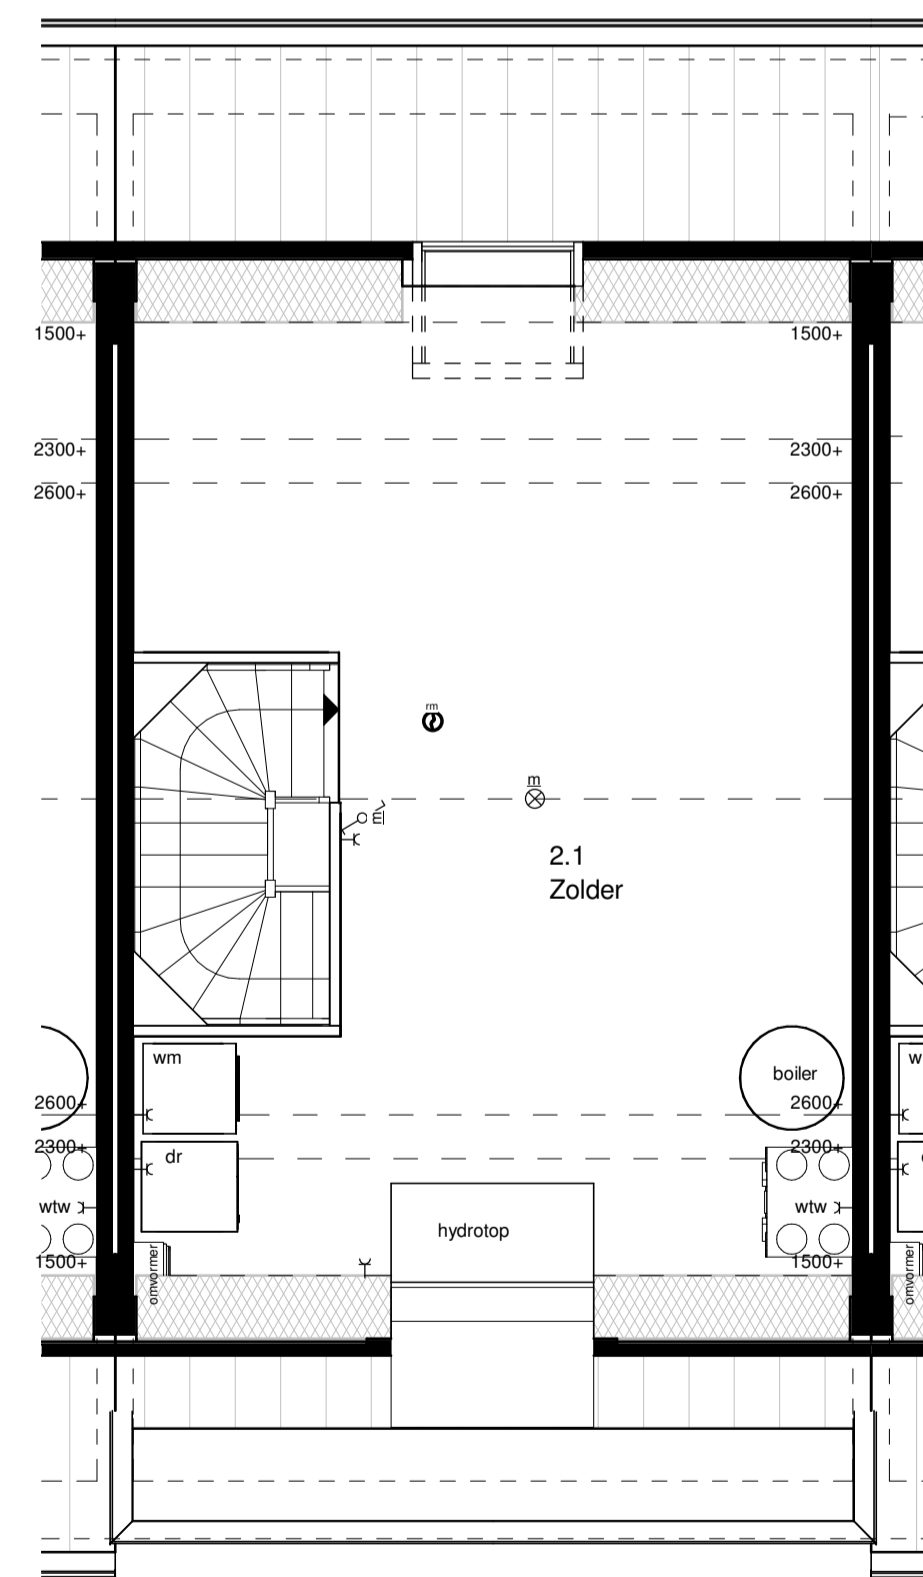 1500+
1500+
2300+
2300+
2600+
2600+
rm
m
m
2.1
Zolder
wm
boiler
w
2600+
2600+
2300+
2300+
dr
wtw
wtw
hydrotop
1500+
1500+
omvormer
omvormer